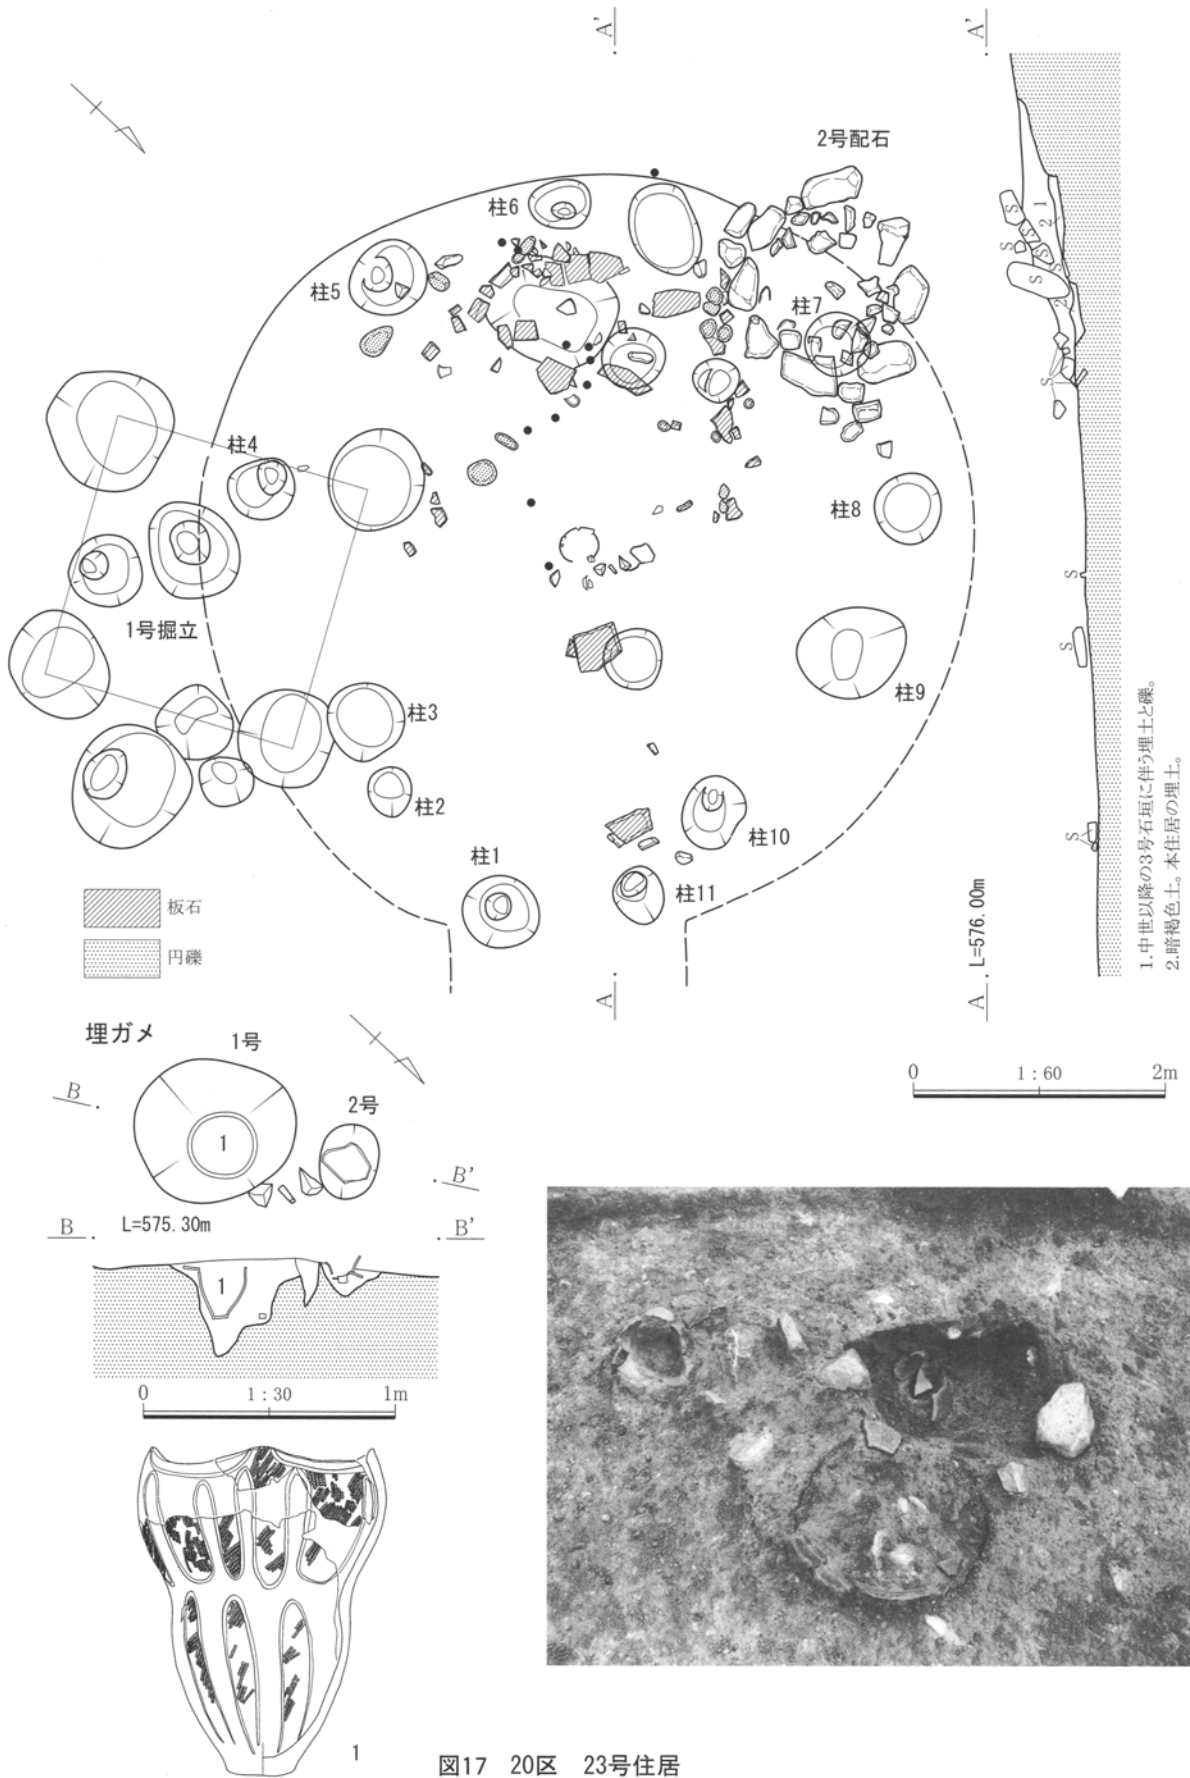 A'
A'
2号配石
柱6
柱5
柱7
柱4
柱8
1号掘立
柱3
柱9
柱2
柱10
柱1
柱11
板石
円礫
A
A
L=576.00m
S
S
S
S
S
S
S
S
S
S
1
2
2
1.中世以降の3号石垣に伴う埋土と礫。
2.暗褐色土。本住居の埋土。
0 1:60 2m
埋ガメ
1号
2号
B
1
B'
B L=575.30m B'
1
0 1:30 1m
1
図17 20区 23号住居